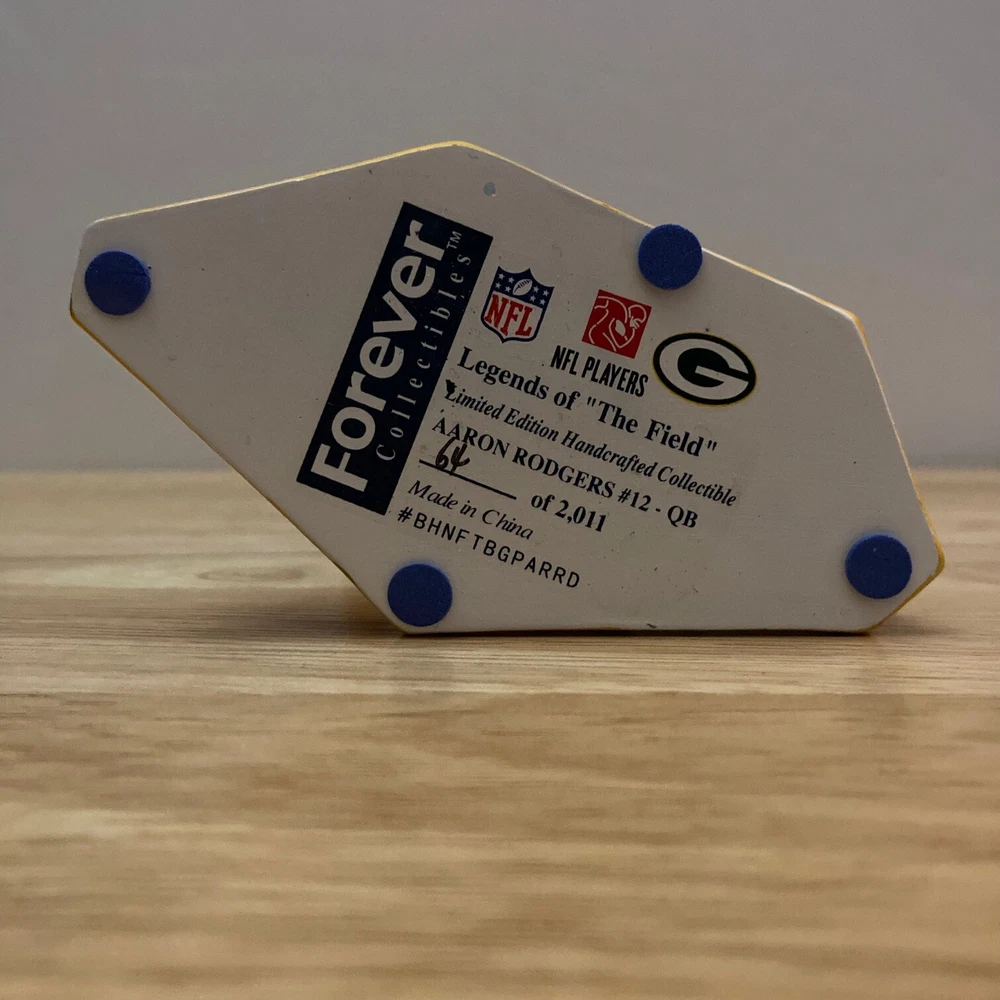 Forever
Collectibles™
NFL
NFL PLAYERS
G
Legends of "The Field"
Limited Edition Handcrafted Collectible
AARON RODGERS #12 - QB
64 of 2,011
Made in China
#BHNFTBGPARRD